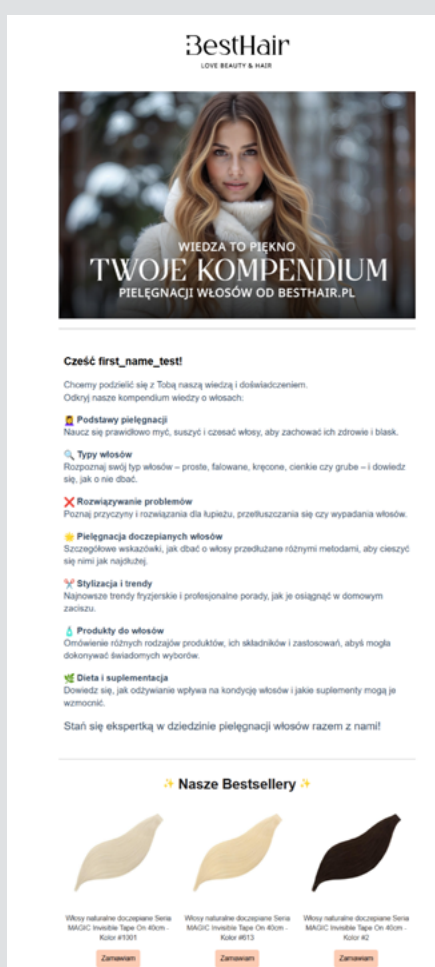 BestHair
LOVE BEAUTY & HAIR
WIEDZA TO PIĘKNO
TWOJE KOMPENDIUM
PIELĘGNACJI WŁOSÓW OD BESTHAIR.PL
Cześć first_name_test!
Chcemy podzielić się z Tobą naszą wiedzą i doświadczeniem.
Odkryj nasze kompendium wiedzy o włosach:
Podstawy pielęgnacji
Naucz się prawidłowo myć, suszyć i czesać włosy, aby zachować ich zdrowie i blask.
Typy włosów
Rozpoznaj swój typ włosów – proste, falowane, kręcone, cienkie czy grube – i dowiedz
się, jak o nie dbać.
Rozwiązywanie problemów
Poznaj przyczyny i rozwiązania dla łupieżu, przetłuszczania się czy wypadania włosów.
Pielęgnacja doczepianych włosów
Szczegółowe wskazówki, jak dbać o włosy przedłużane różnymi metodami, aby cieszyć
się nimi jak najdłużej.
Stylizacja i trendy
Najnowsze trendy fryzjerskie i profesjonalne porady, jak je osiągnąć w domowym
zaciszu.
Produkty do włosów
Omówienie różnych rodzajów produktów, ich składników i zastosowań, abyś mogła
dokonywać świadomych wyborów.
Dieta i suplementacja
Dowiedz się, jak odżywianie wpływa na kondycję włosów i jakie suplementy mogą je
wzmocnić.
Stań się ekspertką w dziedzinie pielęgnacji włosów razem z nami!
Nasze Bestsellery
Włosy naturalne doczepiane Seria
MAGIC Invisible Tape On 40cm -
Kolor #1001
Zamawiam
Włosy naturalne doczepiane Seria
MAGIC Invisible Tape On 40cm -
Kolor #613
Zamawiam
Włosy naturalne doczepiane Seria
MAGIC Invisible Tape On 40cm -
Kolor #2
Zamawiam